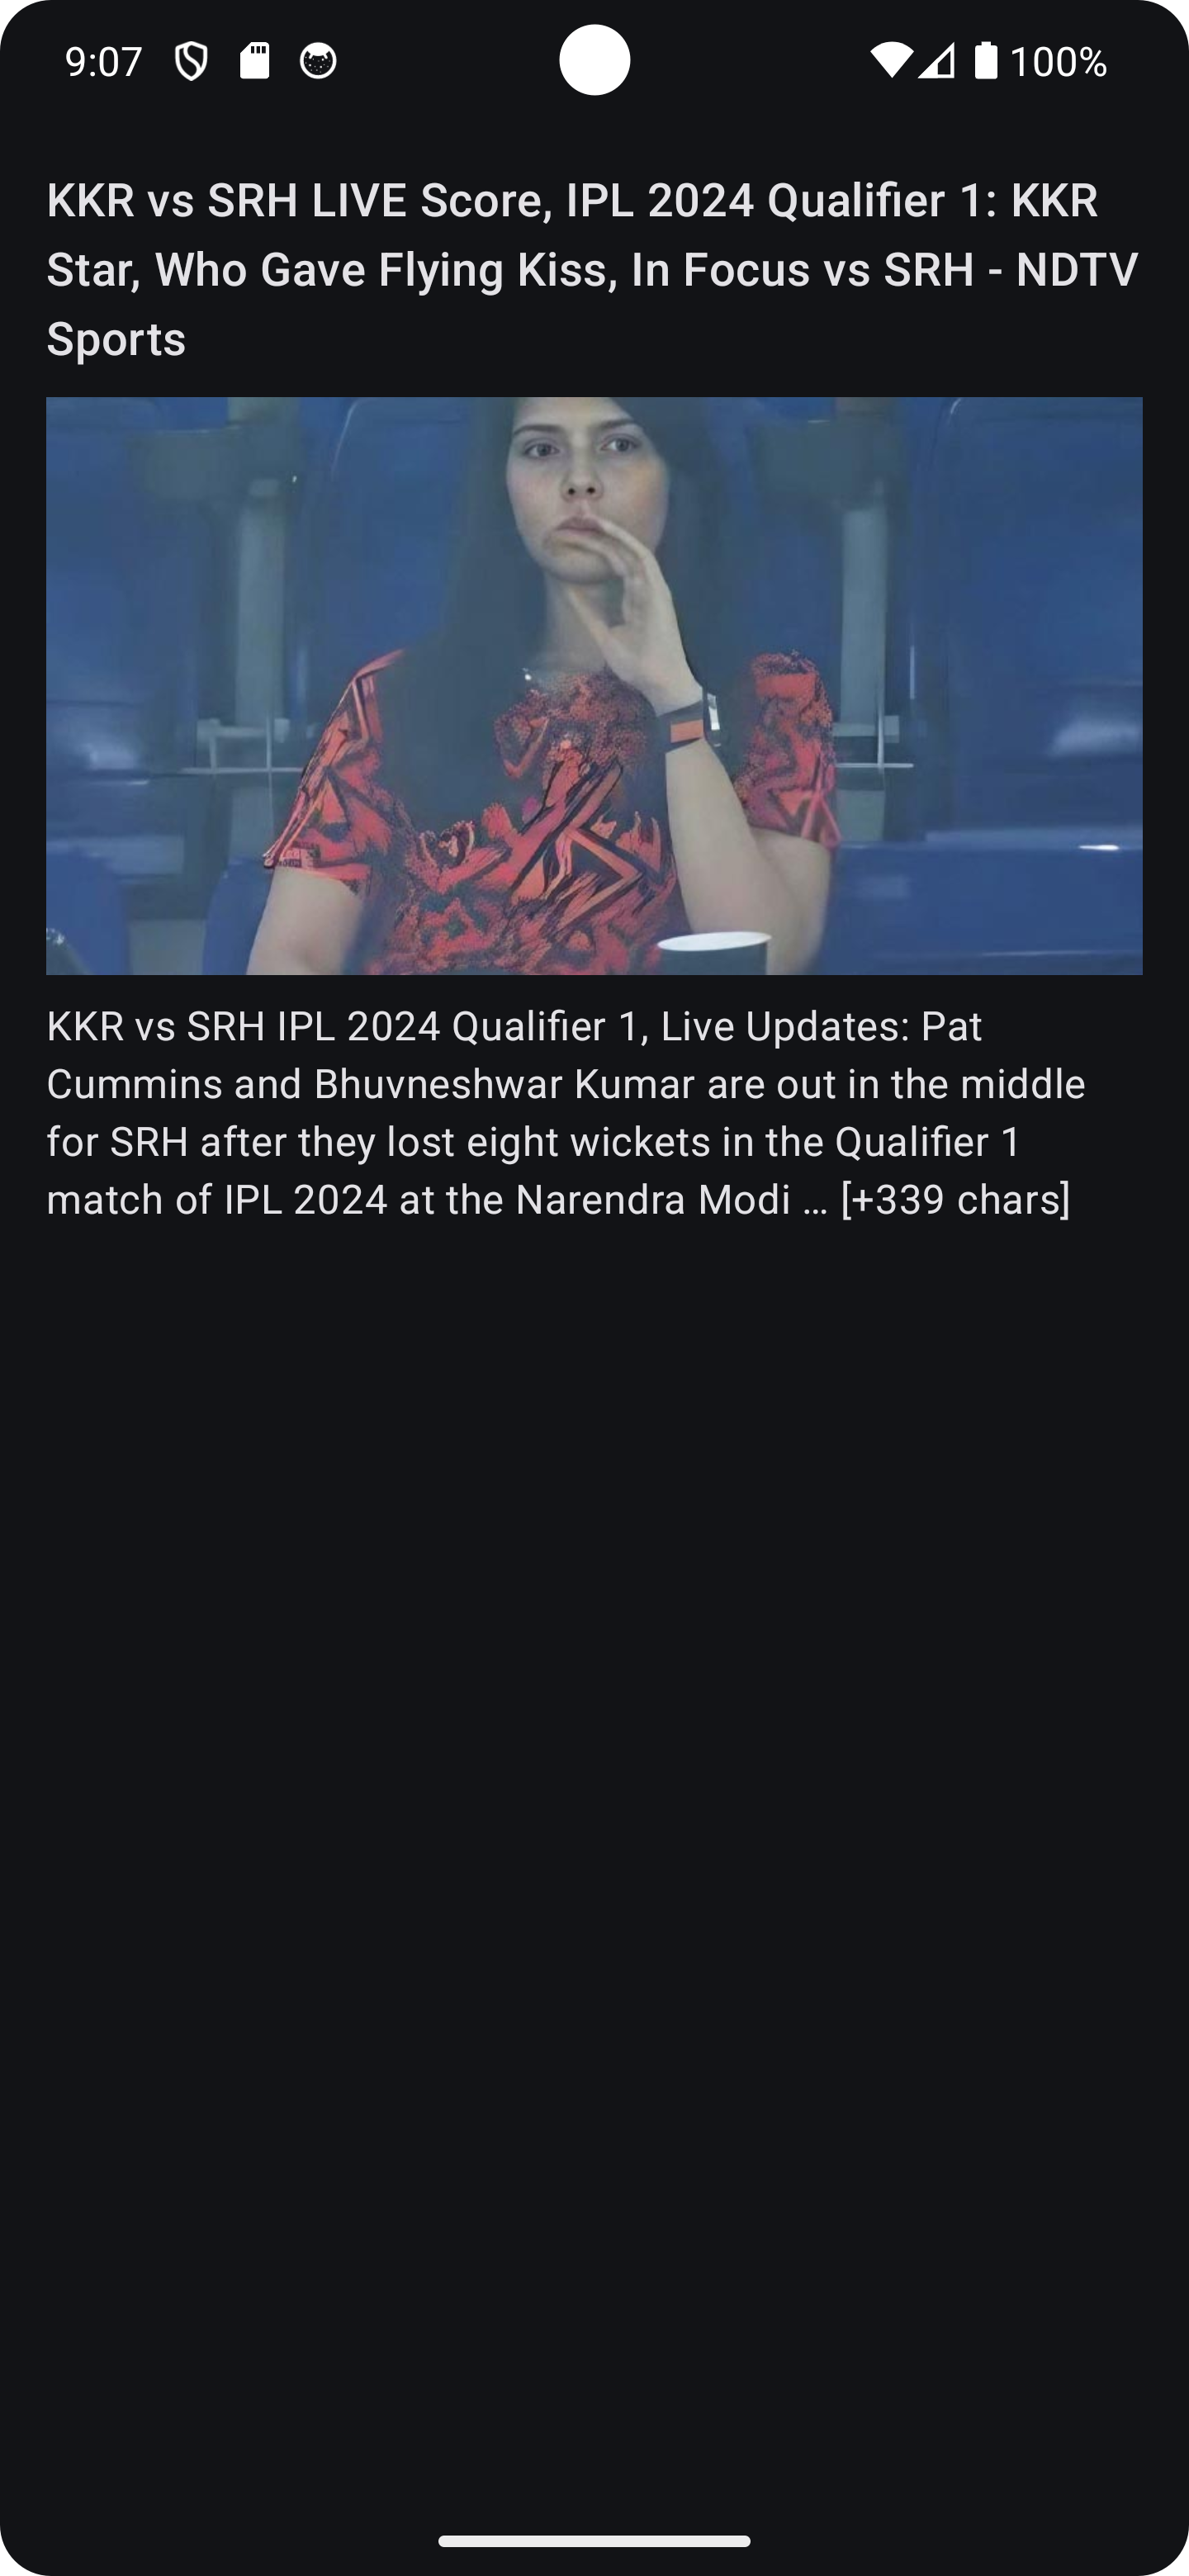 9:07
100%
KKR vs SRH LIVE Score, IPL 2024 Qualifier 1: KKR
Star, Who Gave Flying Kiss, In Focus vs SRH - NDTV
Sports
KKR vs SRH IPL 2024 Qualifier 1, Live Updates: Pat
Cummins and Bhuvneshwar Kumar are out in the middle
for SRH after they lost eight wickets in the Qualifier 1
match of IPL 2024 at the Narendra Modi … [+339 chars]